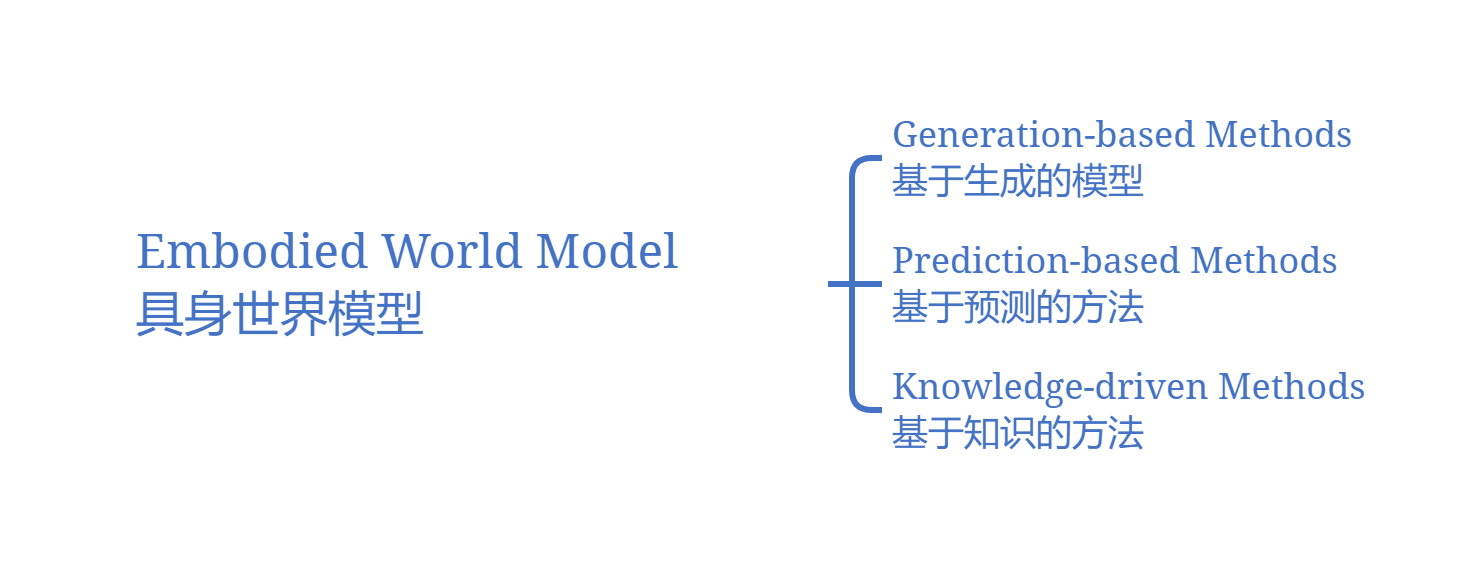 Embodied World Model
具身世界模型
Generation-based Methods
基于生成的模型
Prediction-based Methods
基于预测的方法
Knowledge-driven Methods
基于知识的方法